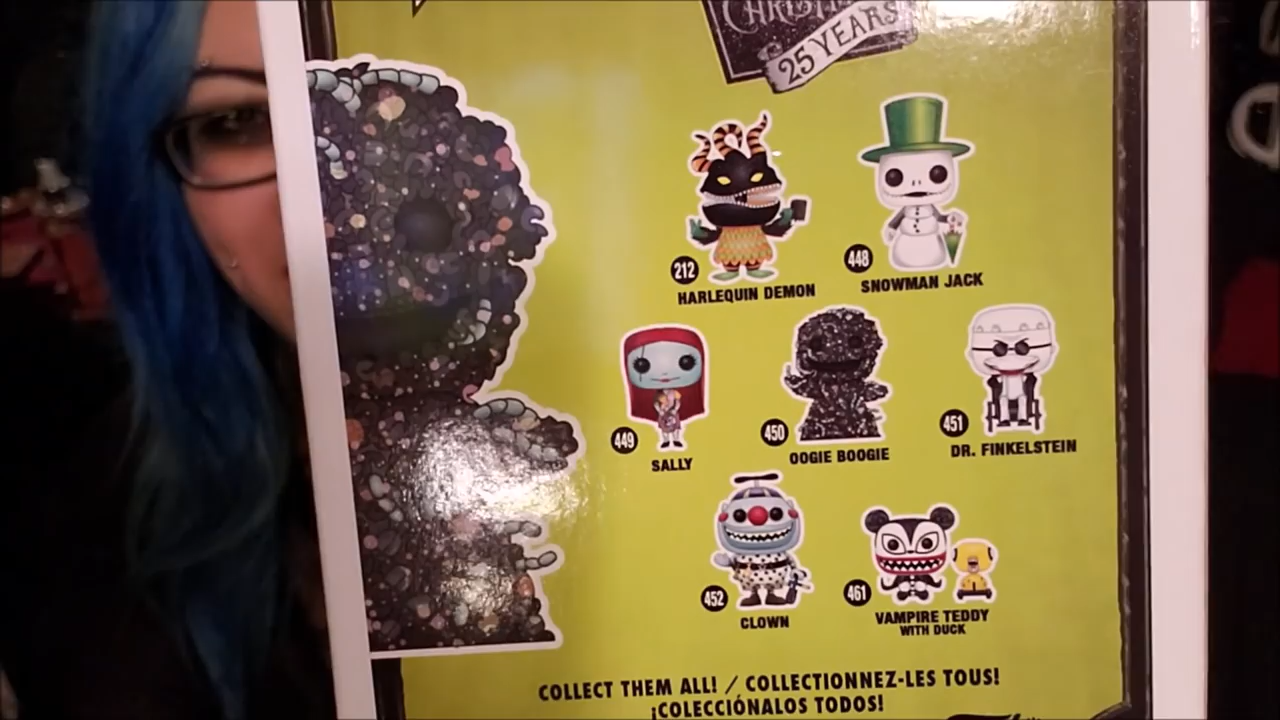 CHRISTMAS
25 YEARS
212
HARLEQUIN DEMON
448
SNOWMAN JACK
449
SALLY
450
OOGIE BOOGIE
451
DR. FINKELSTEIN
452
CLOWN
461
VAMPIRE TEDDY
WITH DUCK
COLLECT THEM ALL! / COLLECTIONNEZ-LES TOUS!
¡COLECCIÓNALOS TODOS!